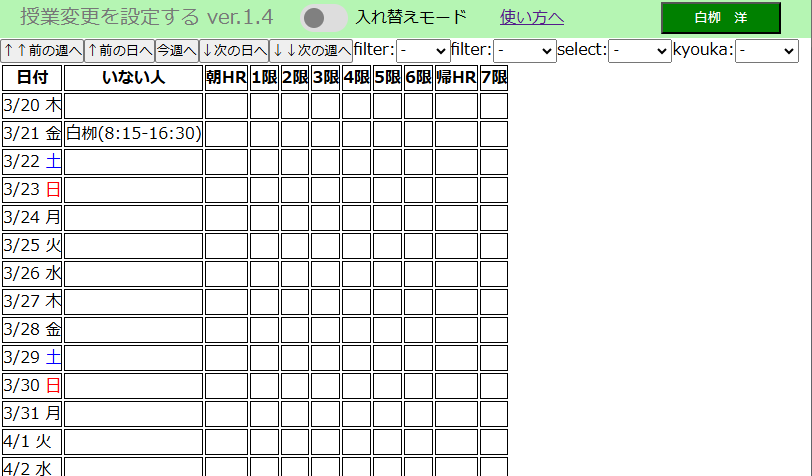 授業変更を設定する ver.1.4 入れ替えモード 使い方へ 白栁 洋
↑↑前の週へ ↑前の日へ 今週へ ↓次の日へ ↓↓次の週へ filter: - filter: - select: - kyouka: -
日付 いない人 朝HR 1限 2限 3限 4限 5限 6限 帰HR 7限
3/20 木
3/21 金 白栁(8:15-16:30)
3/22 土
3/23 日
3/24 月
3/25 火
3/26 水
3/27 木
3/28 金
3/29 土
3/30 日
3/31 月
4/1 火
4/2 水